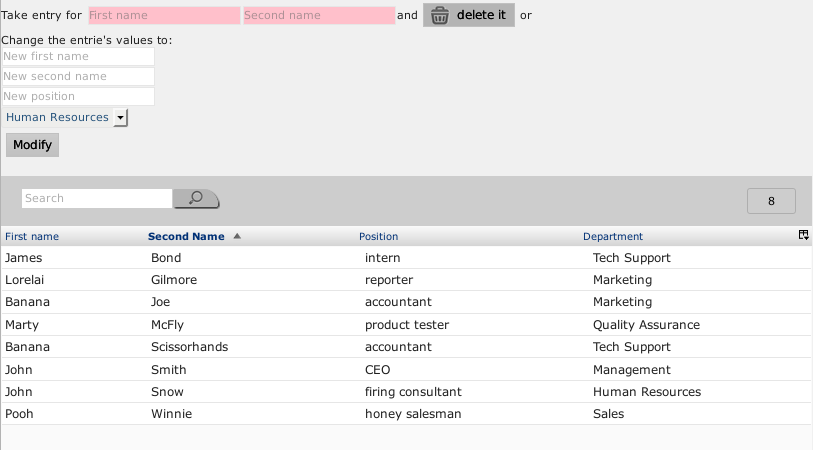 Take entry for First name Second name and delete it or
Change the entrie's values to:
New first name
New second name
New position
Human Resources
Modify
Search 8
First name Second Name Position Department
James Bond intern Tech Support
Lorelai Gilmore reporter Marketing
Banana Joe accountant Marketing
Marty McFly product tester Quality Assurance
Banana Scissorhands accountant Tech Support
John Smith CEO Management
John Snow firing consultant Human Resources
Pooh Winnie honey salesman Sales